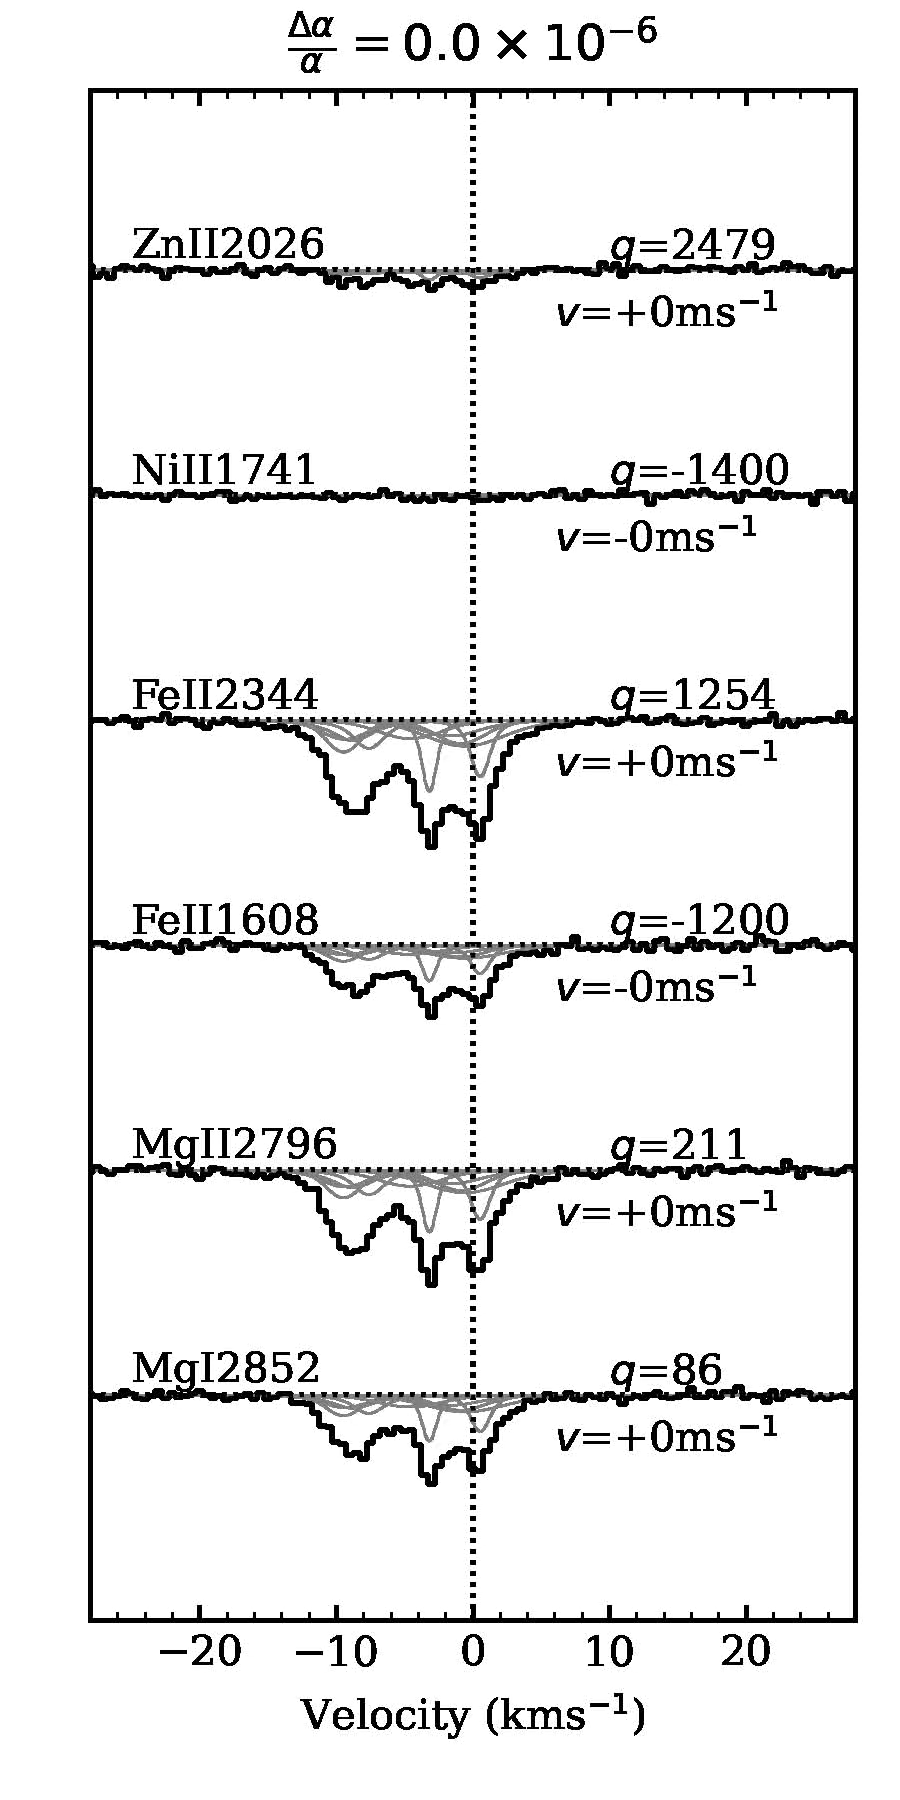 Δα/α = 0.0 × 10⁻⁶
ZnII2026 q=2479
v=+0ms⁻¹
NiII1741 q=-1400
v=-0ms⁻¹
FeII2344 q=1254
v=+0ms⁻¹
FeII1608 q=-1200
v=-0ms⁻¹
MgII2796 q=211
v=+0ms⁻¹
MgI2852 q=86
v=+0ms⁻¹
−20 −10 0 10 20
Velocity (kms⁻¹)